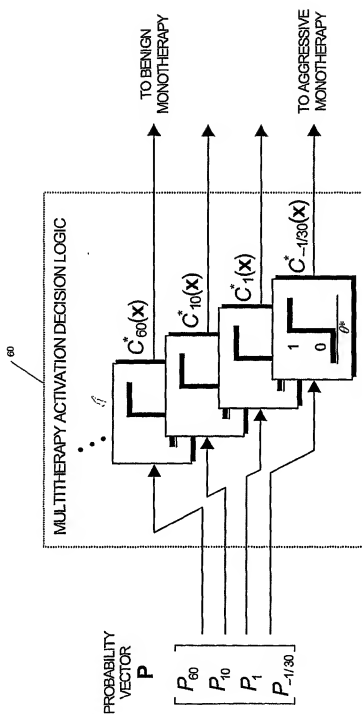 60
MULTITHERAPY ACTIVATION DECISION LOGIC
PROBABILITY
VECTOR
P
P60
P10
P1
P-1/30
C*60(x)
C*10(x)
C*1(x)
C*-1/30(x)
1
0
θ*
TO BENIGN
MONOTHERAPY
TO AGGRESSIVE
MONOTHERAPY